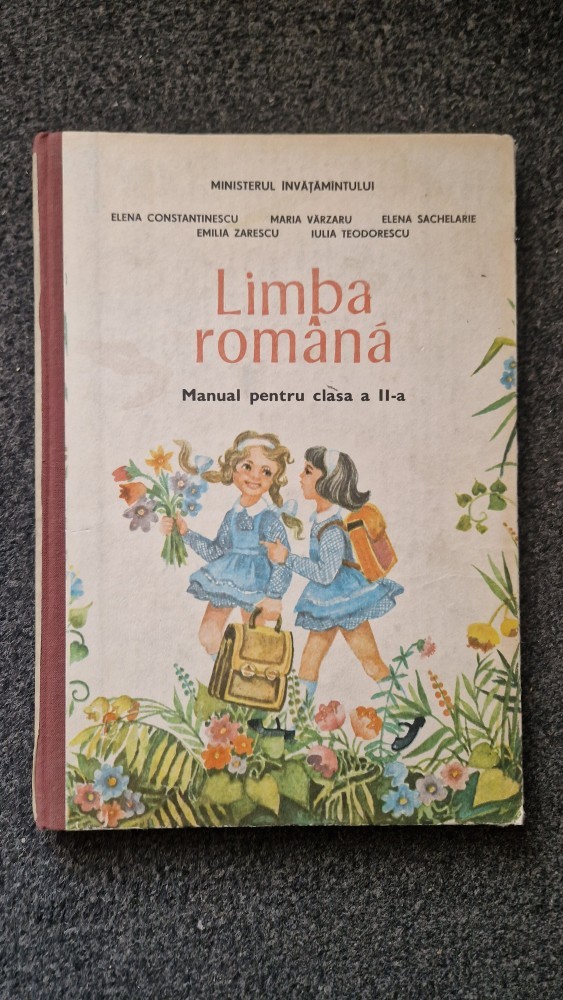 MINISTERUL ÎNVĂȚĂMÎNTULUI
ELENA CONSTANTINESCU MARIA VÂRZARU ELENA SACHELARIE
EMILIA ZARESCU IULIA TEODORESCU
Limba
română
Manual pentru clasa a II-a